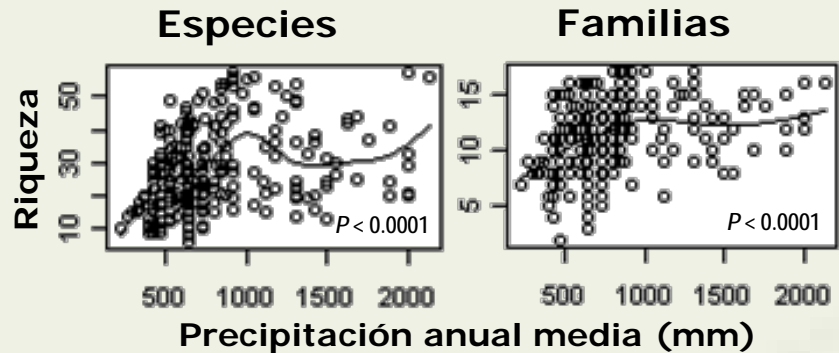 Especies
Familias
Riqueza
50
30
10
15
10
5
P < 0.0001
P < 0.0001
500 1000 1500 2000
500 1000 1500 2000
Precipitación anual media (mm)